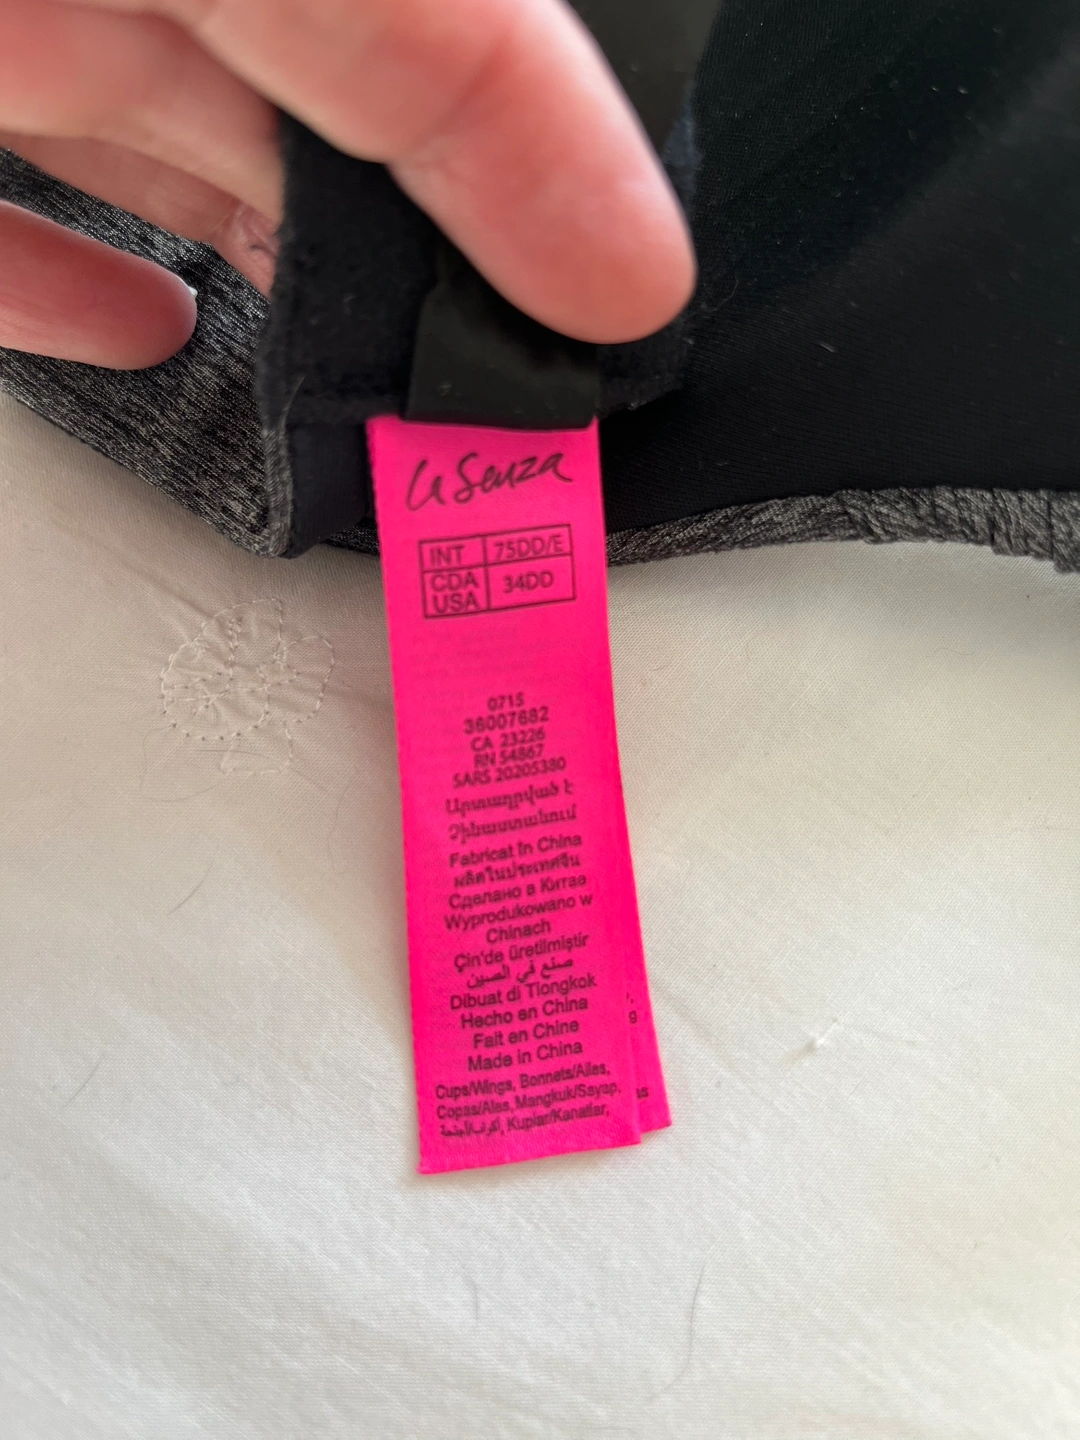 La Senza
INT 75DD/E
CDA USA 34DD
0715
36007682
CA 23226
RN 54867
SARS 20205380
Արտադրված է
Չինաստանում
Fabricat In China
ผลิตในประเทศจีน
Сделано в Китае
Wyprodukowano w
Chinach
Çin'de üretilmiştir
صنع في الصين
Dibuat di Tiongkok
Hecho en China
Fait en Chine
Made in China
Cups/Wings, Bonnets/Ailes,
Copas/Alas, Mangkuk/Sayap,
أكواب/أجنحة, Kuplar/Kanatlar,